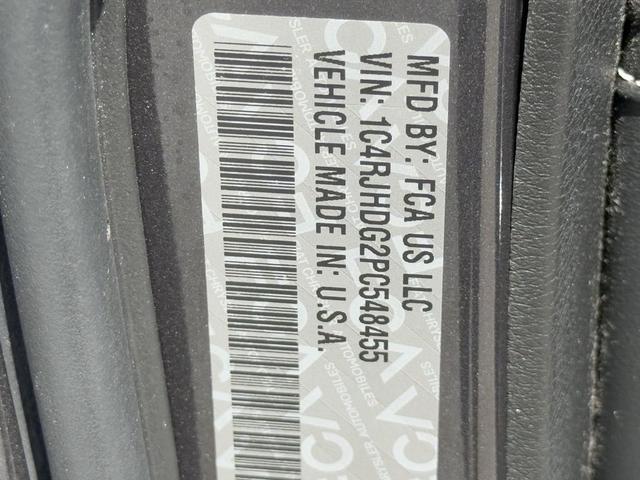 MFD BY: FCA US LLC
VIN: 1C4RJHDG2PC548455
VEHICLE MADE IN: U.S.A.